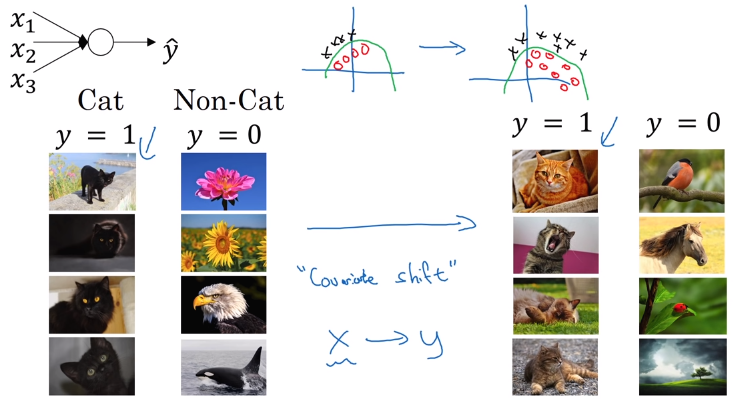 x₁
x₂
x₃
ŷ
Cat Non-Cat
y = 1 y = 0
y = 1 y = 0
"Covariate shift"
X → y